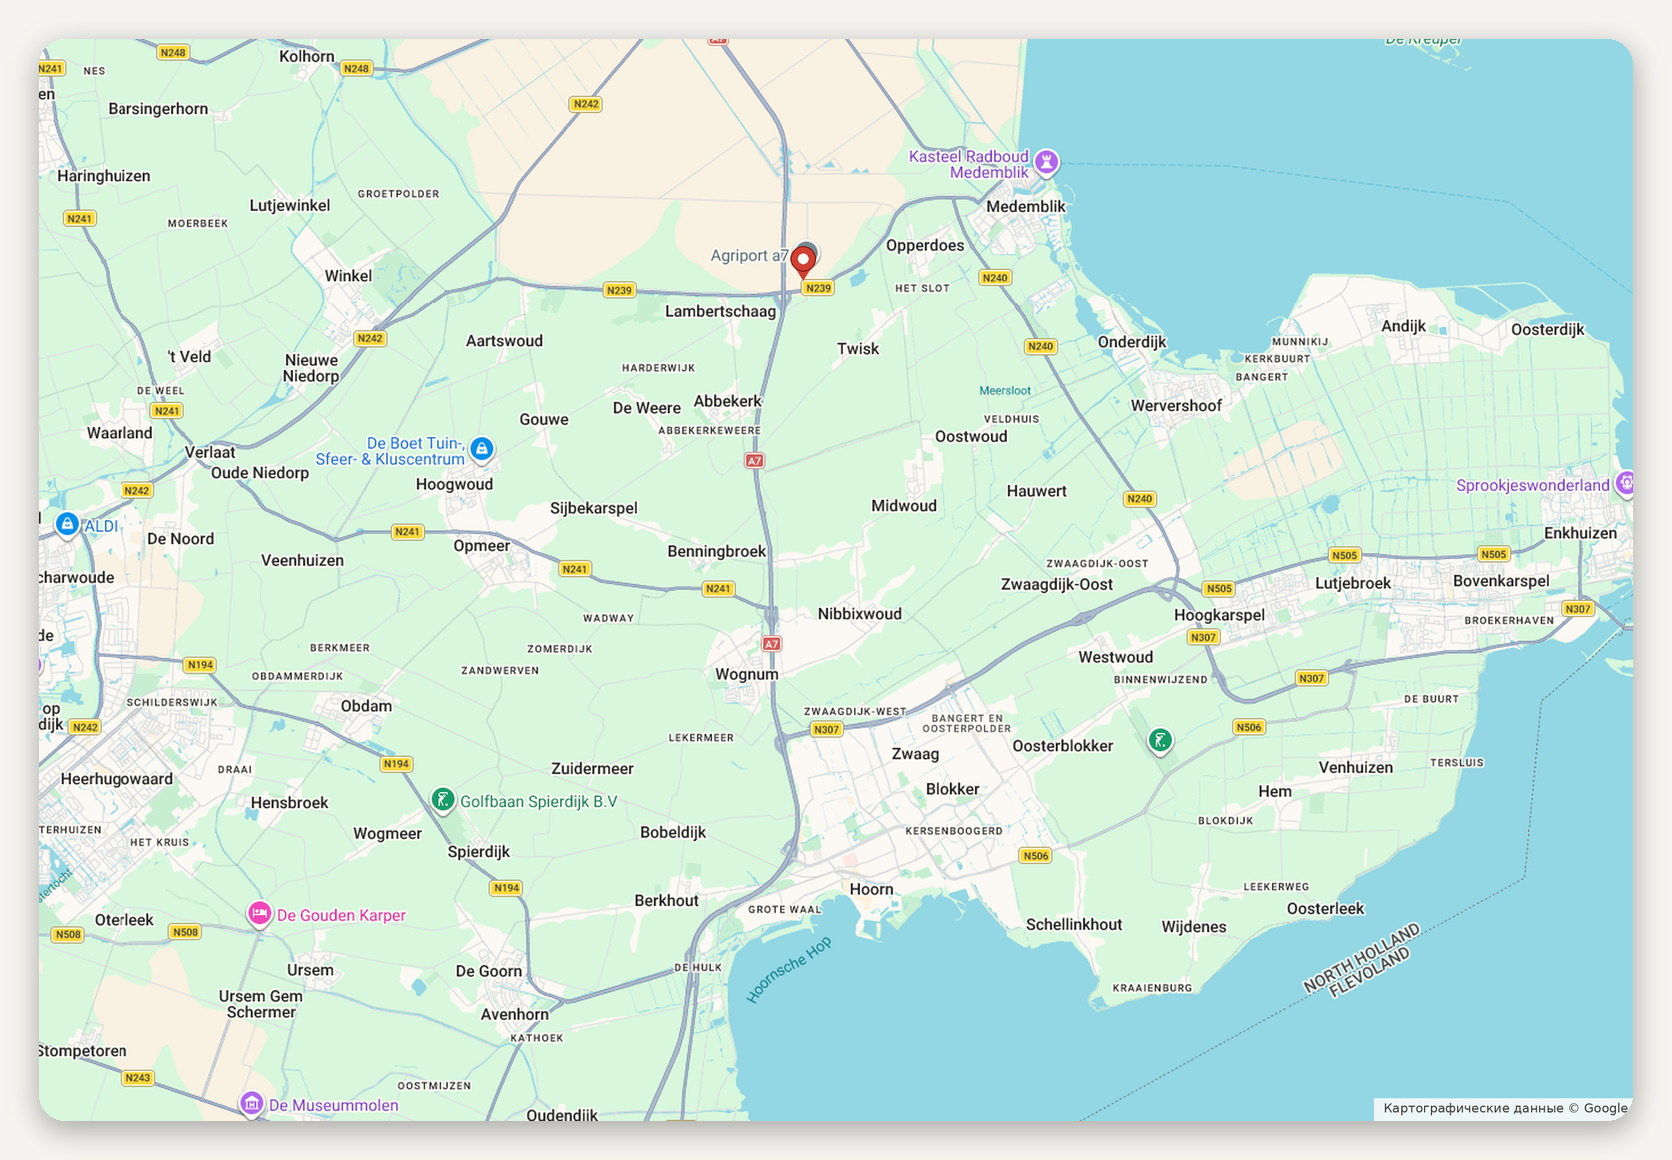 De Kreupel
N248
Kolhorn
N241
NES
N248
en
Barsingerhorn
N242
A7
Kasteel Radboud
Medemblik
Haringhuizen
GROETPOLDER
Lutjewinkel
Medemblik
N241
MOERBEEK
Opperdoes
Agriport a7
Winkel
N240
N239
N239
HET SLOT
Lambertschaag
Andijk
Oosterdijk
N242
Aartswoud
Onderdijk
MUNNIKIJ
N240
Twisk
't Veld
KERKBUURT
Nieuwe
Niedorp
HARDERWIJK
BANGERT
DE WEEL
Meersloot
N241
De Weere
Abbekerk
Wervershoof
Gouwe
VELDHUIS
Waarland
ABBEKERKEWEERE
Oostwoud
De Boet Tuin-,
Sfeer- & Kluscentrum
Verlaat
A7
Oude Niedorp
Hoogwoud
Sprookjeswonderland
N242
Hauwert
N240
Sijbekarspel
Midwoud
ALDI
N241
Enkhuizen
De Noord
Opmeer
Benningbroek
N505
N505
Veenhuizen
ZWAAGDIJK-OOST
N241
charwoude
Zwaagdijk-Oost
Lutjebroek
Bovenkarspel
N241
N505
WADWAY
Nibbixwoud
Hoogkarspel
N307
BROEKERHAVEN
de
A7
N307
BERKMEER
ZOMERDIJK
Westwoud
N194
ZANDWERVEN
Wognum
OBDAMMERDIJK
BINNENWIJZEND
N307
SCHILDERSWIJK
DE BUURT
op
dijk
Obdam
ZWAAGDIJK-WEST
BANGERT EN
OOSTERPOLDER
N242
N307
N506
LEKERMEER
Oosterblokker
Zwaag
N194
DRAAI
Zuidermeer
Venhuizen
TERSLUIS
Heerhugowaard
Blokker
Hem
Hensbroek
Golfbaan Spierdijk B.V
BLOKDIJK
TERHUIZEN
Wogmeer
Bobeldijk
KERSENBOOGERD
HET KRUIS
Spierdijk
N506
stertocht
N194
Hoorn
LEEKERWEG
Berkhout
GROTE WAAL
Oosterleek
De Gouden Karper
Oterleek
Schellinkhout
Wijdenes
N508
N508
Hoornsche Hop
NORTH HOLLAND
FLEVOLAND
Ursem
De Goorn
DE HULK
KRAAIENBURG
Ursem Gem
Schermer
Avenhorn
KATHOEK
Stompetoren
N243
OOSTMIJZEN
De Museummolen
Oudendijk
Картографические данные © Google